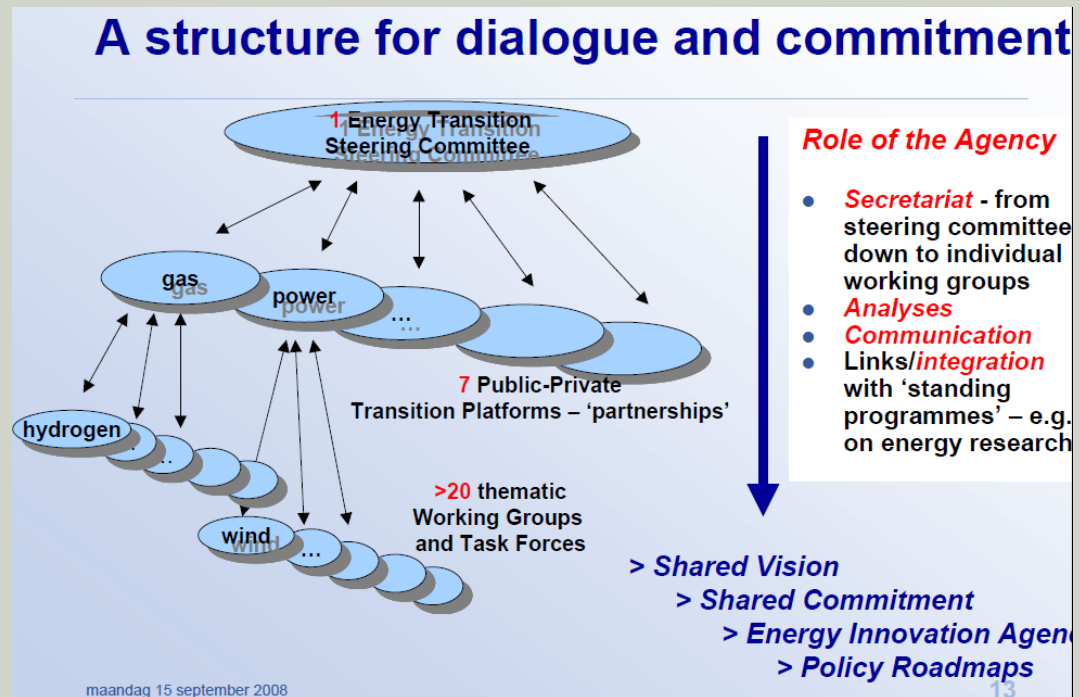 A structure for dialogue and commitment
1 Energy Transition
Steering Committee
gas
power
...
7 Public-Private
Transition Platforms – ‘partnerships’
hydrogen
..
wind
...
>20 thematic
Working Groups
and Task Forces
Role of the Agency
• Secretariat - from
steering committee
down to individual
working groups
• Analyses
• Communication
• Links/integration
with ‘standing
programmes’ – e.g.
on energy research
> Shared Vision
> Shared Commitment
> Energy Innovation Agen
> Policy Roadmaps
maandag 15 september 2008
13